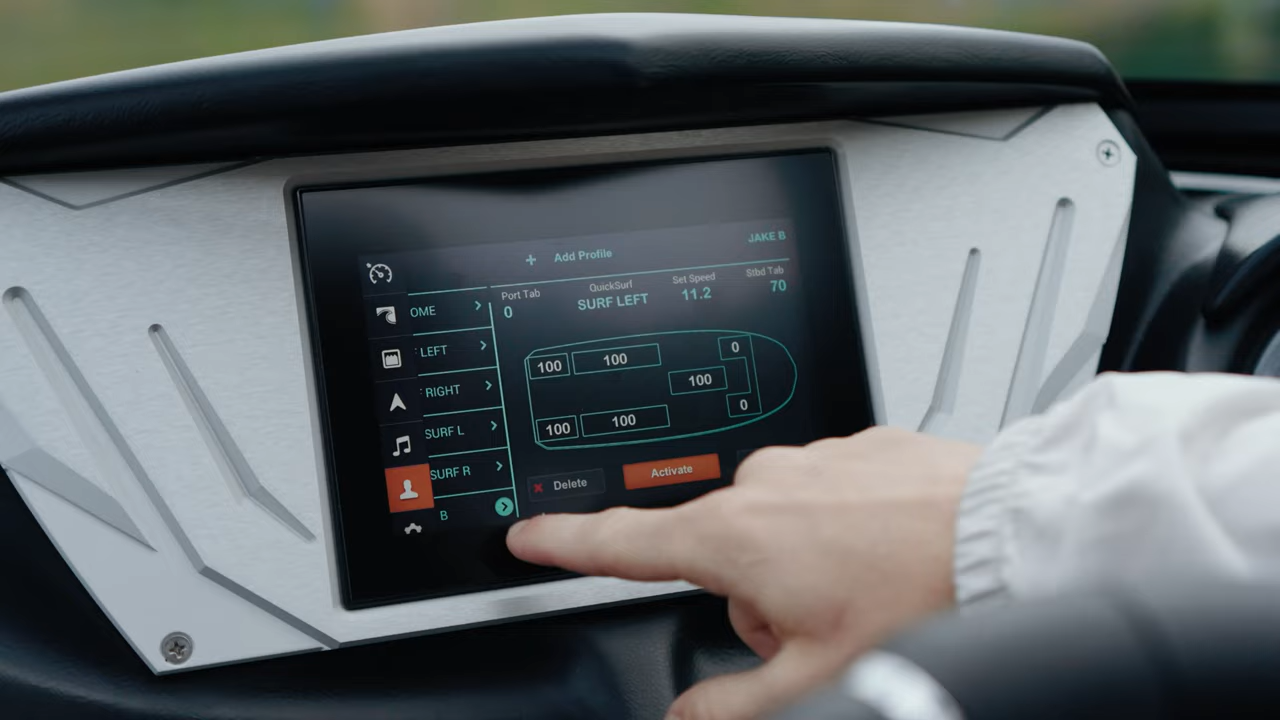 + Add Profile
JAKE B
Port Tab
0
QuickSurf
SURF LEFT
Set Speed
11.2
Stbd Tab
70
OME
LEFT
RIGHT
SURF L
SURF R
B
100 100 0
100
100 100 0
Delete
Activate